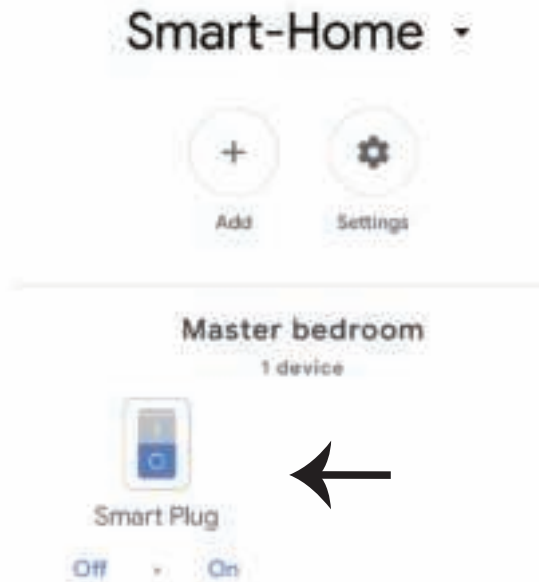 Smart-Home
Add Settings
Master bedroom
1 device
Smart Plug
Off • On